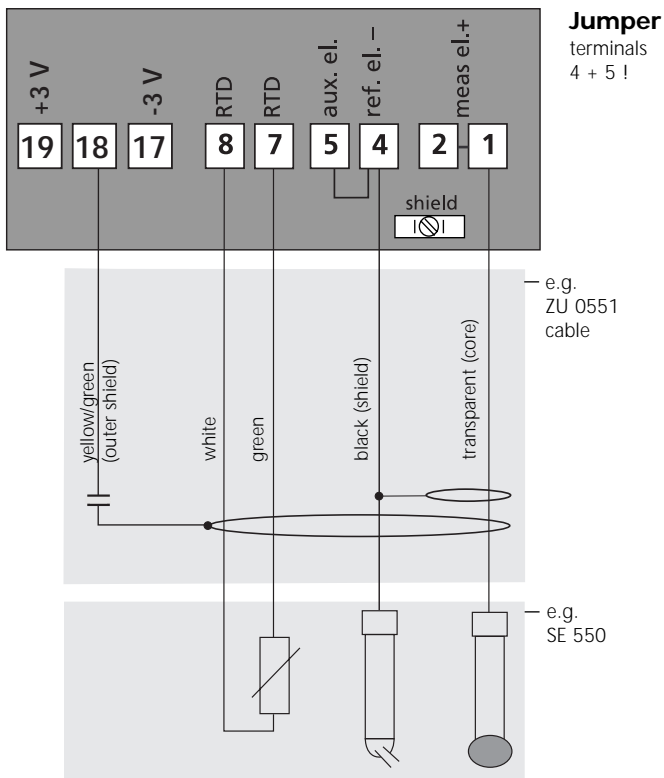 Jumper
terminals
4 + 5 !
+3 V
-3 V
RTD
RTD
aux. el.
ref. el. –
meas el.+
19
18
17
8
7
5
4
2
1
shield
e.g.
ZU 0551
cable
yellow/green
(outer shield)
white
green
black (shield)
transparent (core)
e.g.
SE 550